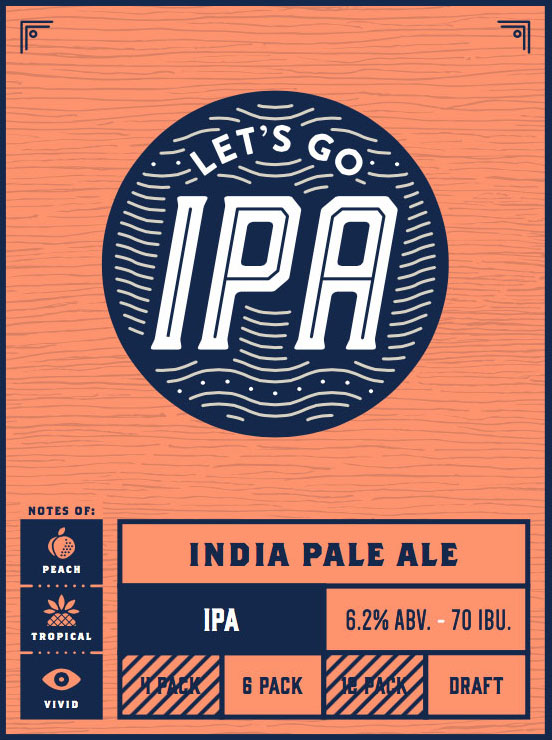 LET'S GO
IPA
NOTES OF:
PEACH
TROPICAL
VIVID
INDIA PALE ALE
IPA
6.2% ABV. - 70 IBU.
4 PACK
6 PACK
12 PACK
DRAFT